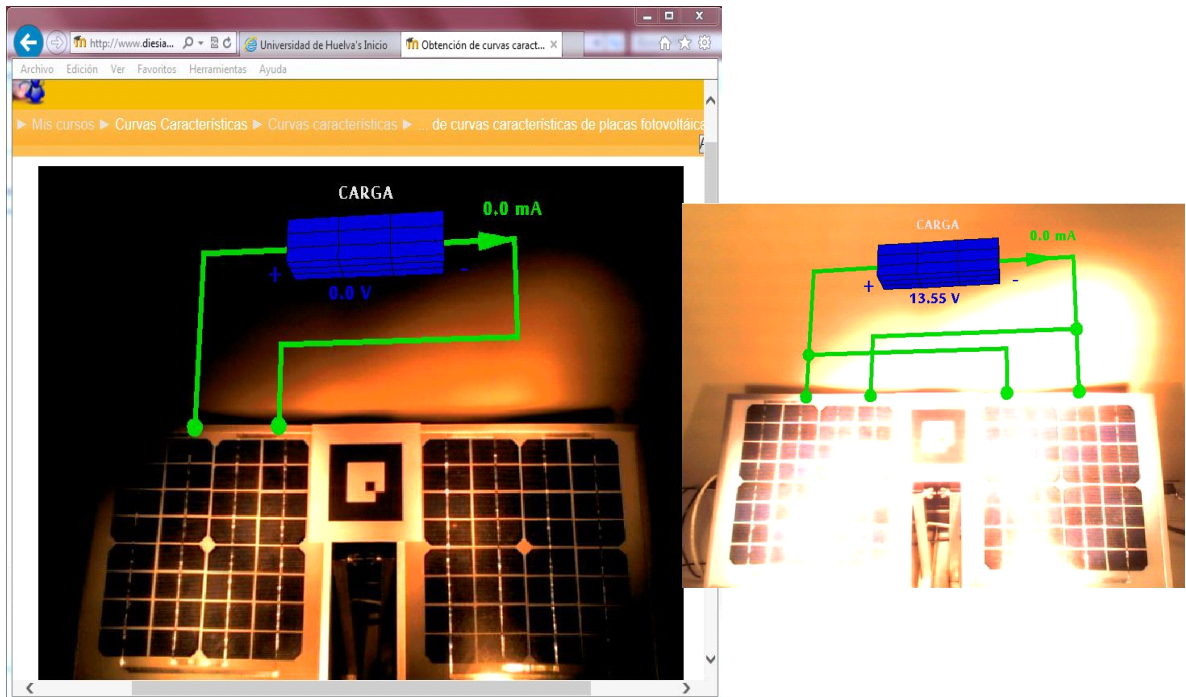 http://www.diesia...
Universidad de Huelva's Inicio
Obtención de curvas caract...
Archivo Edición Ver Favoritos Herramientas Ayuda
Mis cursos ► Curvas Características ► Curvas características ► ... de curvas características de placas fotovoltáica
CARGA
0.0 mA
+ -
0.0 V
CARGA
0.0 mA
+ -
13.55 V